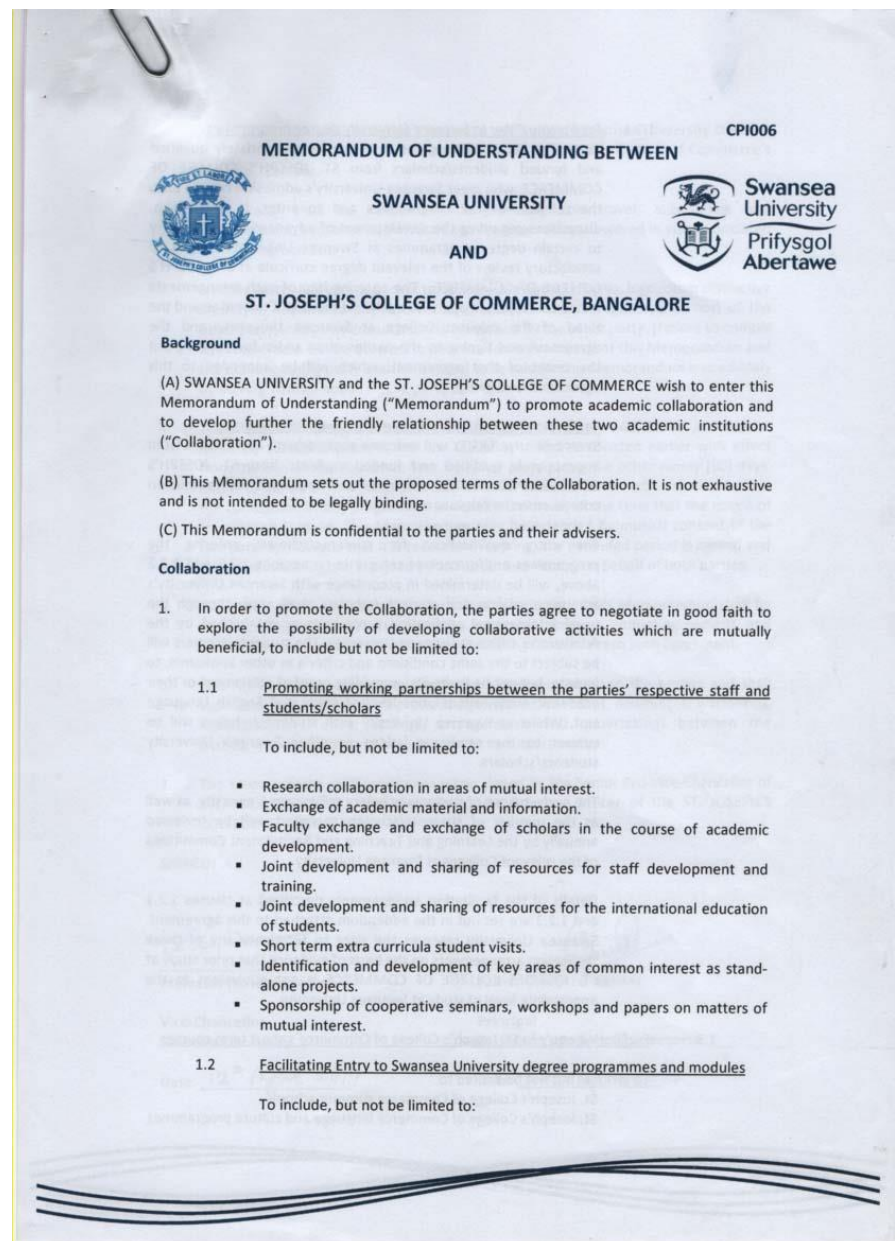 CPI006
MEMORANDUM OF UNDERSTANDING BETWEEN
SWANSEA UNIVERSITY
Swansea
University
Prifysgol
Abertawe
AND
ST. JOSEPH'S COLLEGE OF COMMERCE, BANGALORE
Background
(A) SWANSEA UNIVERSITY and the ST. JOSEPH'S COLLEGE OF COMMERCE wish to enter this
Memorandum of Understanding ("Memorandum") to promote academic collaboration and
to develop further the friendly relationship between these two academic institutions
("Collaboration").
(B) This Memorandum sets out the proposed terms of the Collaboration. It is not exhaustive
and is not intended to be legally binding.
(C) This Memorandum is confidential to the parties and their advisers.
Collaboration
1. In order to promote the Collaboration, the parties agree to negotiate in good faith to
explore the possibility of developing collaborative activities which are mutually
beneficial, to include but not be limited to:
1.1 Promoting working partnerships between the parties' respective staff and
students/scholars
To include, but not be limited to:
▪ Research collaboration in areas of mutual interest.
▪ Exchange of academic material and information.
▪ Faculty exchange and exchange of scholars in the course of academic
development.
▪ Joint development and sharing of resources for staff development and
training.
▪ Joint development and sharing of resources for the international education
of students.
▪ Short term extra curricula student visits.
▪ Identification and development of key areas of common interest as stand-
alone projects.
▪ Sponsorship of cooperative seminars, workshops and papers on matters of
mutual interest.
1.2 Facilitating Entry to Swansea University degree programmes and modules
To include, but not be limited to: